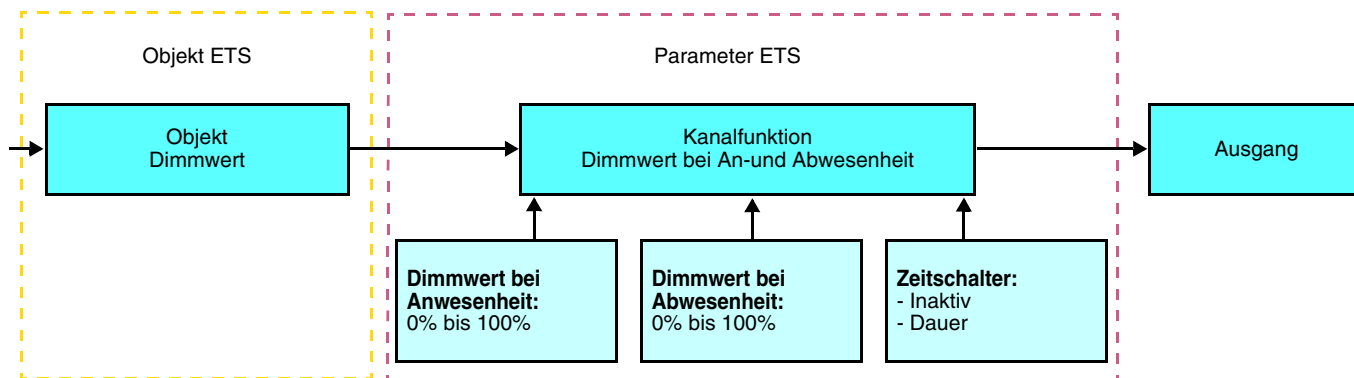 Objekt ETS
Parameter ETS
Objekt
Dimmwert
Kanalfunktion
Dimmwert bei An-und Abwesenheit
Ausgang
Dimmwert bei
Anwesenheit:
0% bis 100%
Dimmwert bei
Abwesenheit:
0% bis 100%
Zeitschalter:
- Inaktiv
- Dauer